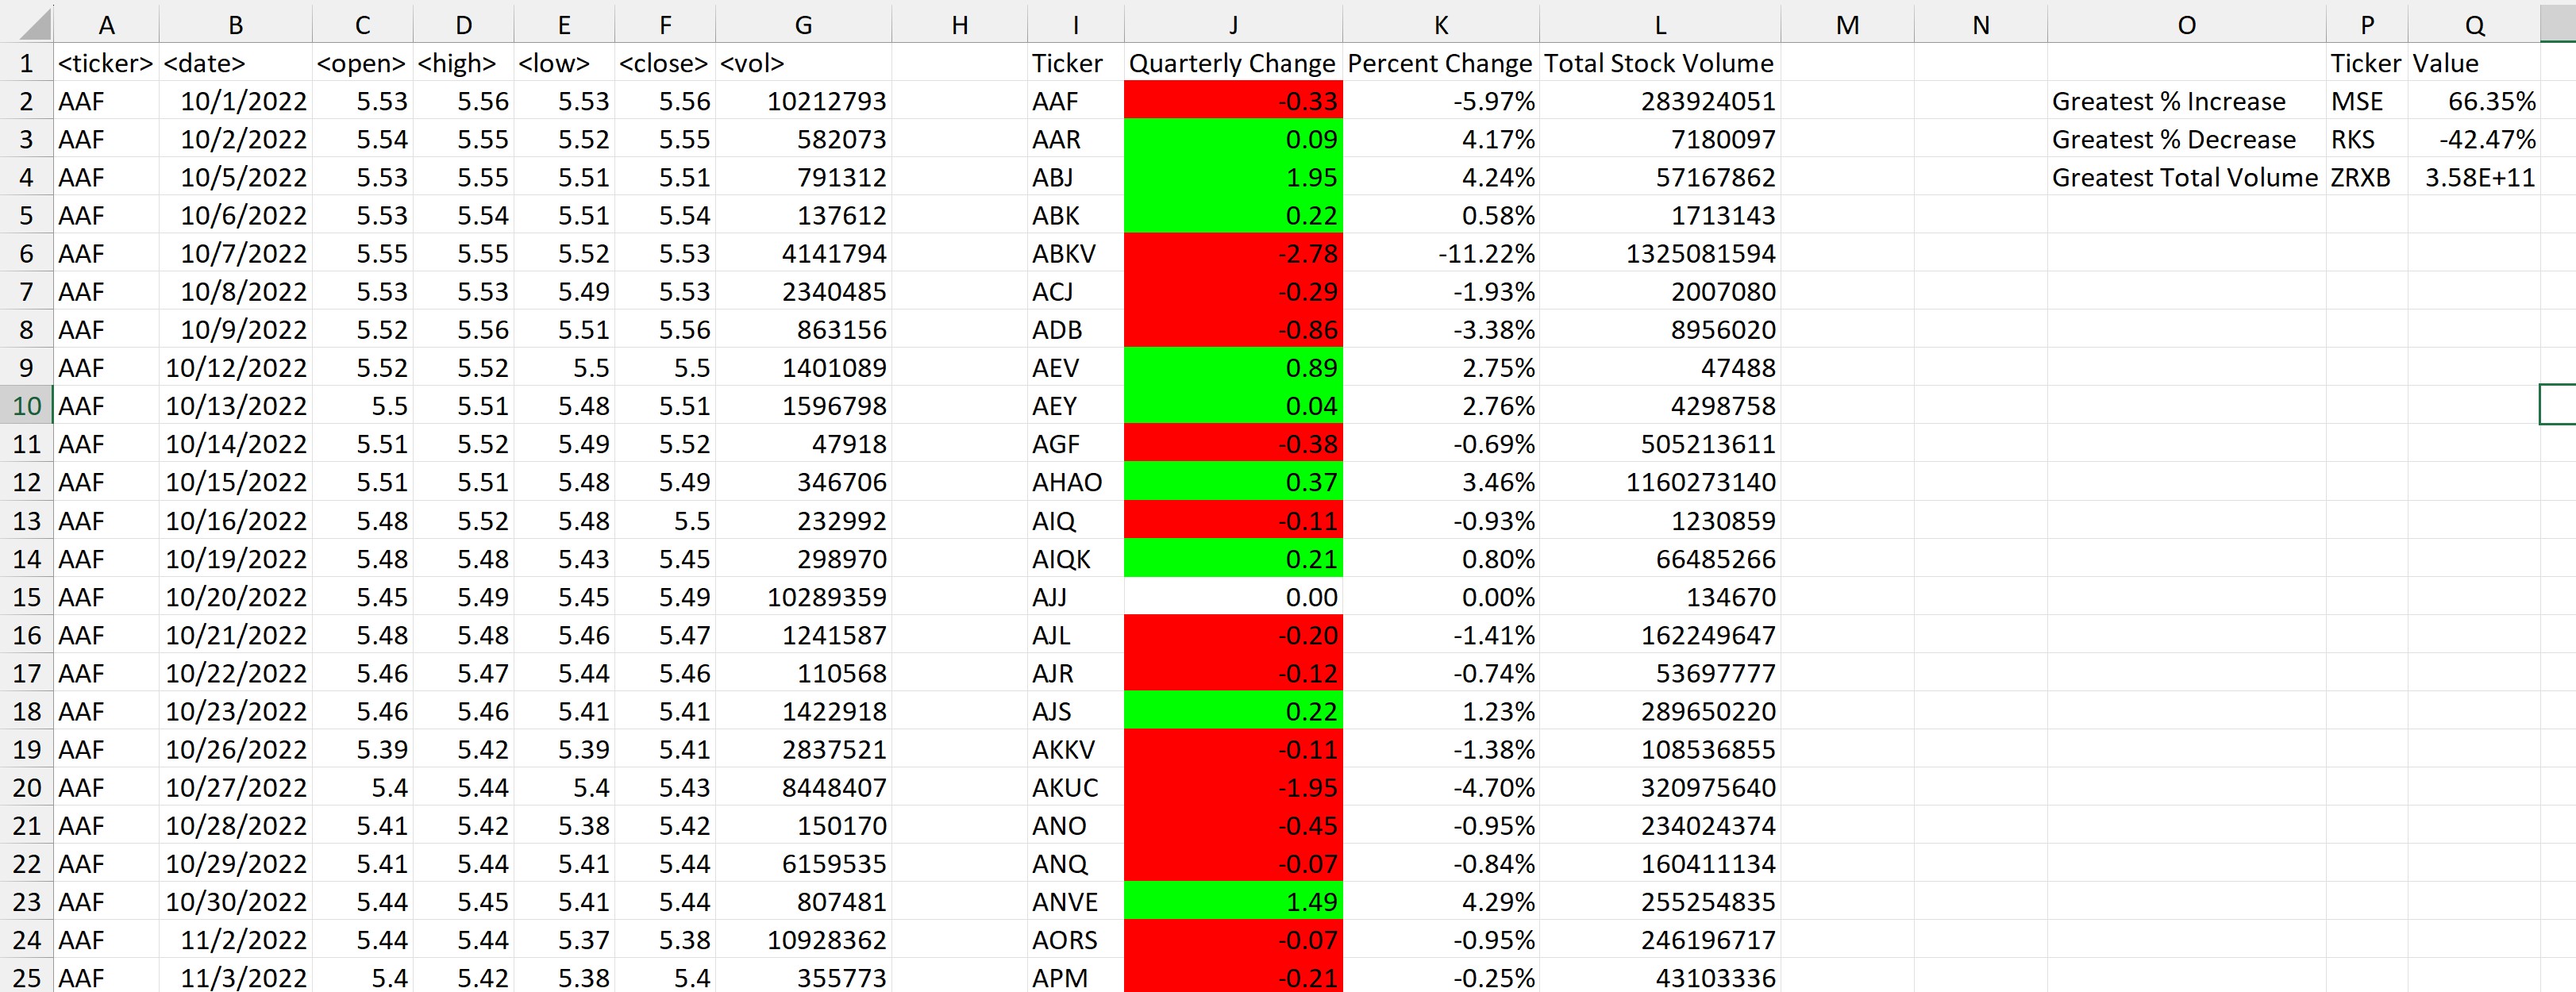 A B C D E F G H I J K L M N O P Q
1 <ticker> <date> <open> <high> <low> <close> <vol> Ticker Quarterly Change Percent Change Total Stock Volume Ticker Value
2 AAF 10/1/2022 5.53 5.56 5.53 5.56 10212793 AAF -0.33 -5.97% 283924051 Greatest % Increase MSE 66.35%
3 AAF 10/2/2022 5.54 5.55 5.52 5.55 582073 AAR 0.09 4.17% 7180097 Greatest % Decrease RKS -42.47%
4 AAF 10/5/2022 5.53 5.55 5.51 5.51 791312 ABJ 1.95 4.24% 57167862 Greatest Total Volume ZRXB 3.58E+11
5 AAF 10/6/2022 5.53 5.54 5.51 5.54 137612 ABK 0.22 0.58% 1713143
6 AAF 10/7/2022 5.55 5.55 5.52 5.53 4141794 ABKV -2.78 -11.22% 1325081594
7 AAF 10/8/2022 5.53 5.53 5.49 5.53 2340485 ACJ -0.29 -1.93% 2007080
8 AAF 10/9/2022 5.52 5.56 5.51 5.56 863156 ADB -0.86 -3.38% 8956020
9 AAF 10/12/2022 5.52 5.52 5.5 5.5 1401089 AEV 0.89 2.75% 47488
10 AAF 10/13/2022 5.5 5.51 5.48 5.51 1596798 AEY 0.04 2.76% 4298758
11 AAF 10/14/2022 5.51 5.52 5.49 5.52 47918 AGF -0.38 -0.69% 505213611
12 AAF 10/15/2022 5.51 5.51 5.48 5.49 346706 AHAO 0.37 3.46% 1160273140
13 AAF 10/16/2022 5.48 5.52 5.48 5.5 232992 AIQ -0.11 -0.93% 1230859
14 AAF 10/19/2022 5.48 5.48 5.43 5.45 298970 AIQK 0.21 0.80% 66485266
15 AAF 10/20/2022 5.45 5.49 5.45 5.49 10289359 AJJ 0.00 0.00% 134670
16 AAF 10/21/2022 5.48 5.48 5.46 5.47 1241587 AJL -0.20 -1.41% 162249647
17 AAF 10/22/2022 5.46 5.47 5.44 5.46 110568 AJR -0.12 -0.74% 53697777
18 AAF 10/23/2022 5.46 5.46 5.41 5.41 1422918 AJS 0.22 1.23% 289650220
19 AAF 10/26/2022 5.39 5.42 5.39 5.41 2837521 AKKV -0.11 -1.38% 108536855
20 AAF 10/27/2022 5.4 5.44 5.4 5.43 8448407 AKUC -1.95 -4.70% 320975640
21 AAF 10/28/2022 5.41 5.42 5.38 5.42 150170 ANO -0.45 -0.95% 234024374
22 AAF 10/29/2022 5.41 5.44 5.41 5.44 6159535 ANQ -0.07 -0.84% 160411134
23 AAF 10/30/2022 5.44 5.45 5.41 5.44 807481 ANVE 1.49 4.29% 255254835
24 AAF 11/2/2022 5.44 5.44 5.37 5.38 10928362 AORS -0.07 -0.95% 246196717
25 AAF 11/3/2022 5.4 5.42 5.38 5.4 355773 APM -0.21 -0.25% 43103336